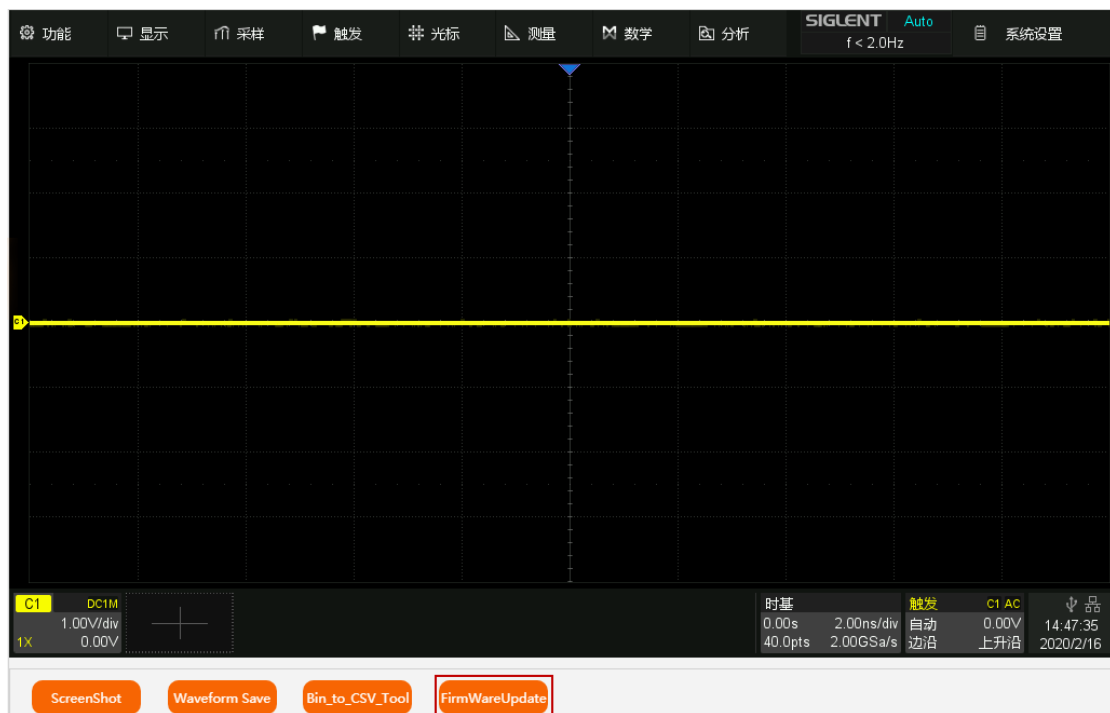 功能 显示 采样 触发 光标 测量 数学 分析 SIGLENT Auto 系统设置
f < 2.0Hz
C1
C1 DC1M
1.00V/div
1X 0.00V
时基
0.00s 2.00ns/div
40.0pts 2.00GSa/s
触发 C1 AC
自动 0.00V
边沿 上升沿
14:47:35
2020/2/16
ScreenShot Waveform Save Bin_to_CSV_Tool FirmWareUpdate